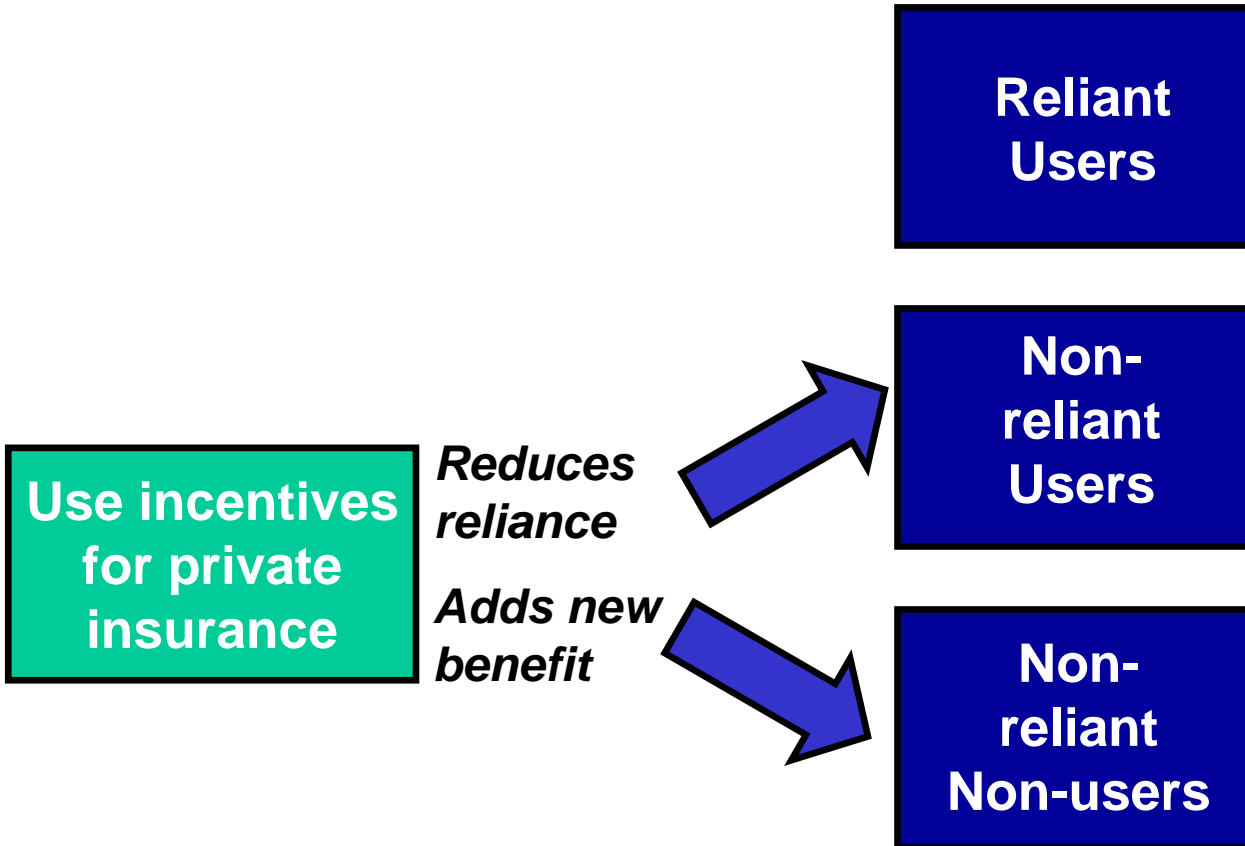 Reliant
Users
Non-
reliant
Users
Use incentives
for private
insurance
Reduces
reliance
Adds new
benefit
Non-
reliant
Non-users